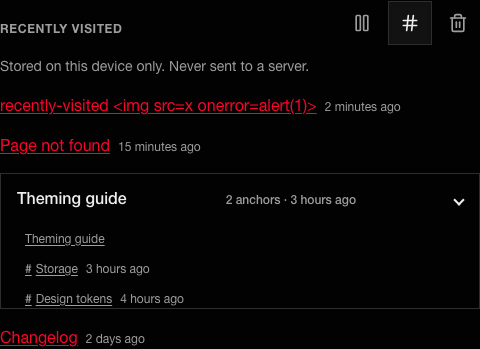 RECENTLY VISITED
#
Stored on this device only. Never sent to a server.
recently-visited <img src=x onerror=alert(1)> 2 minutes ago
Page not found 15 minutes ago
Theming guide 2 anchors · 3 hours ago
Theming guide
# Storage 3 hours ago
# Design tokens 4 hours ago
Changelog 2 days ago